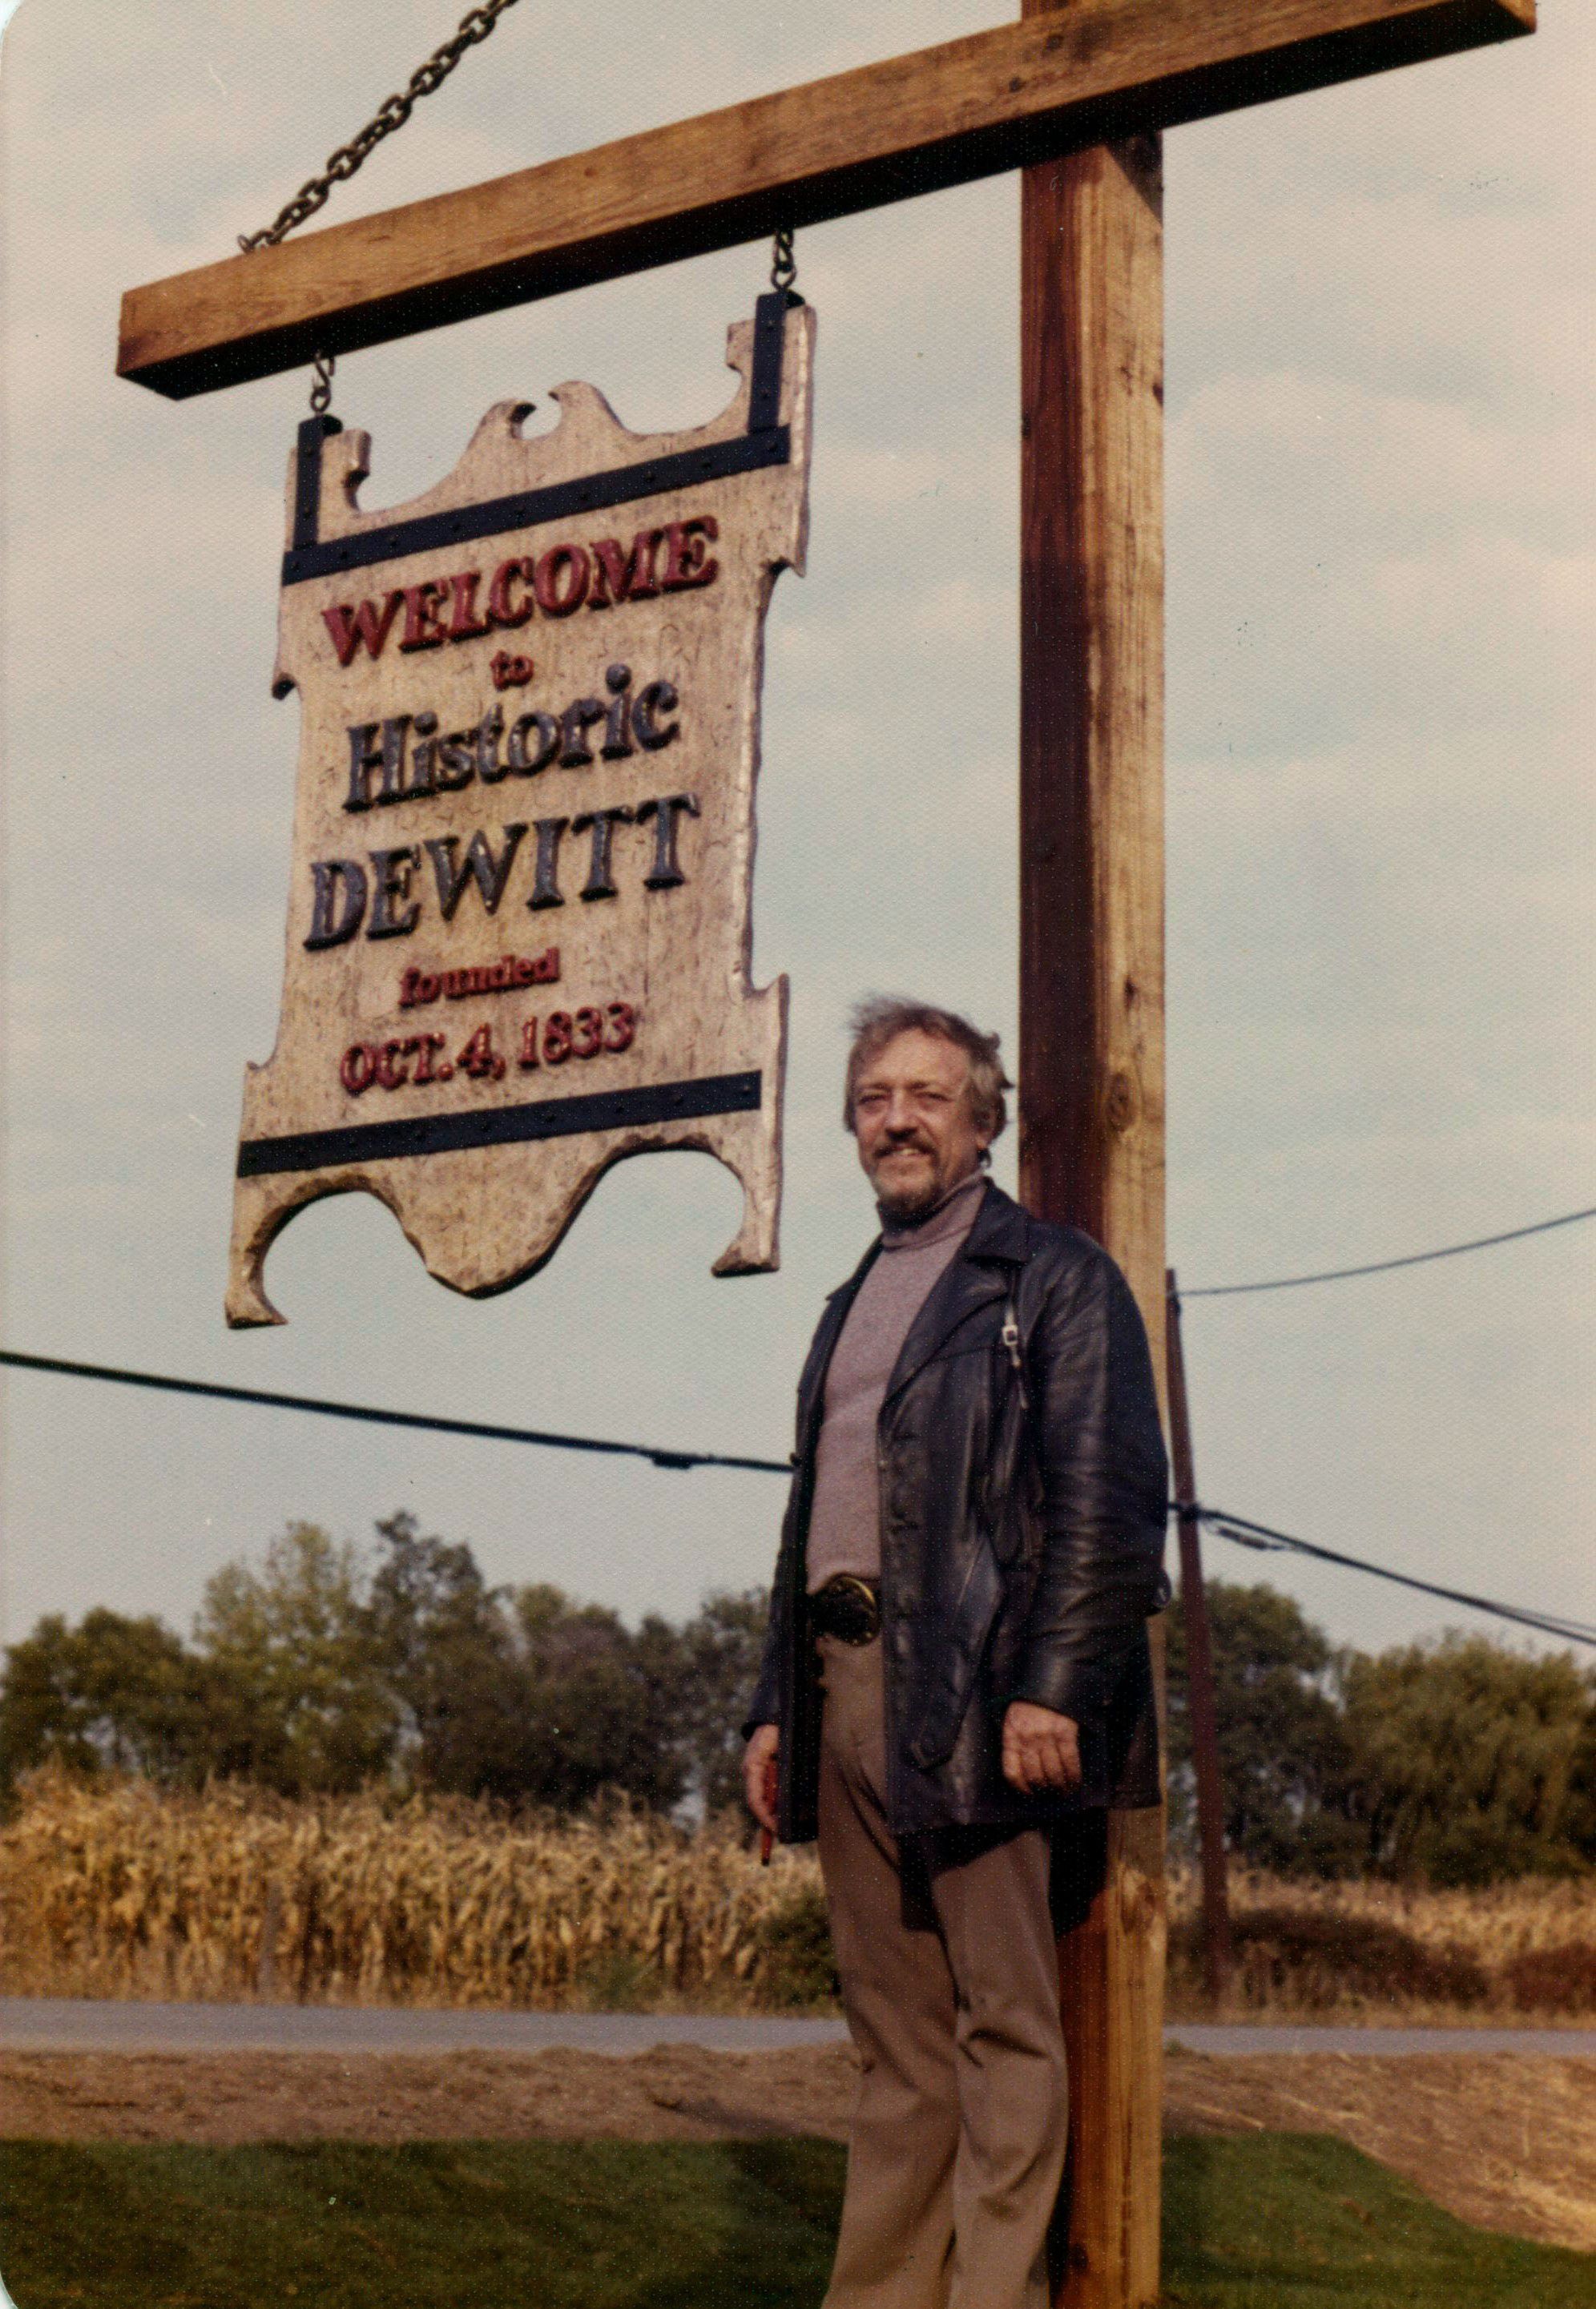 WELCOME
to
Historic
DEWITT
founded
OCT. 4, 1833